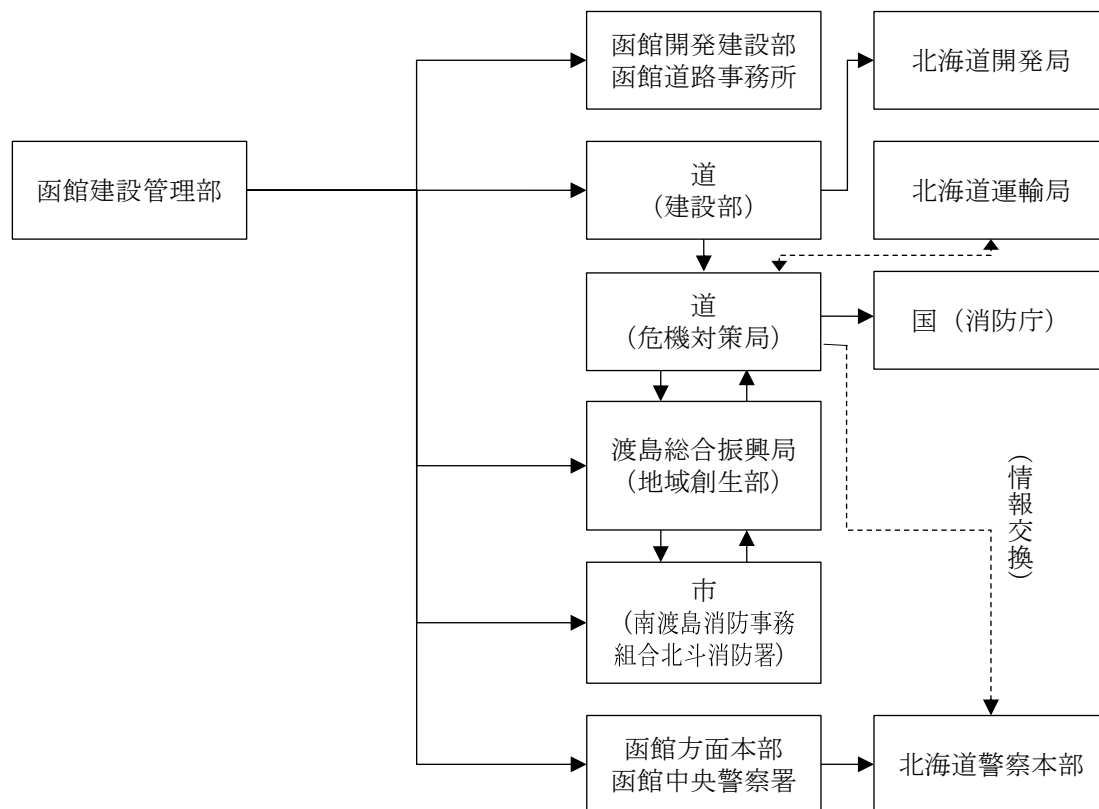 函館開発建設部
函館道路事務所
北海道開発局
函館建設管理部
道
（建設部）
北海道運輸局
道
（危機対策局）
国（消防庁）
渡島総合振興局
（地域創生部）
（情報交換）
市
（南渡島消防事務
組合北斗消防署）
函館方面本部
函館中央警察署
北海道警察本部